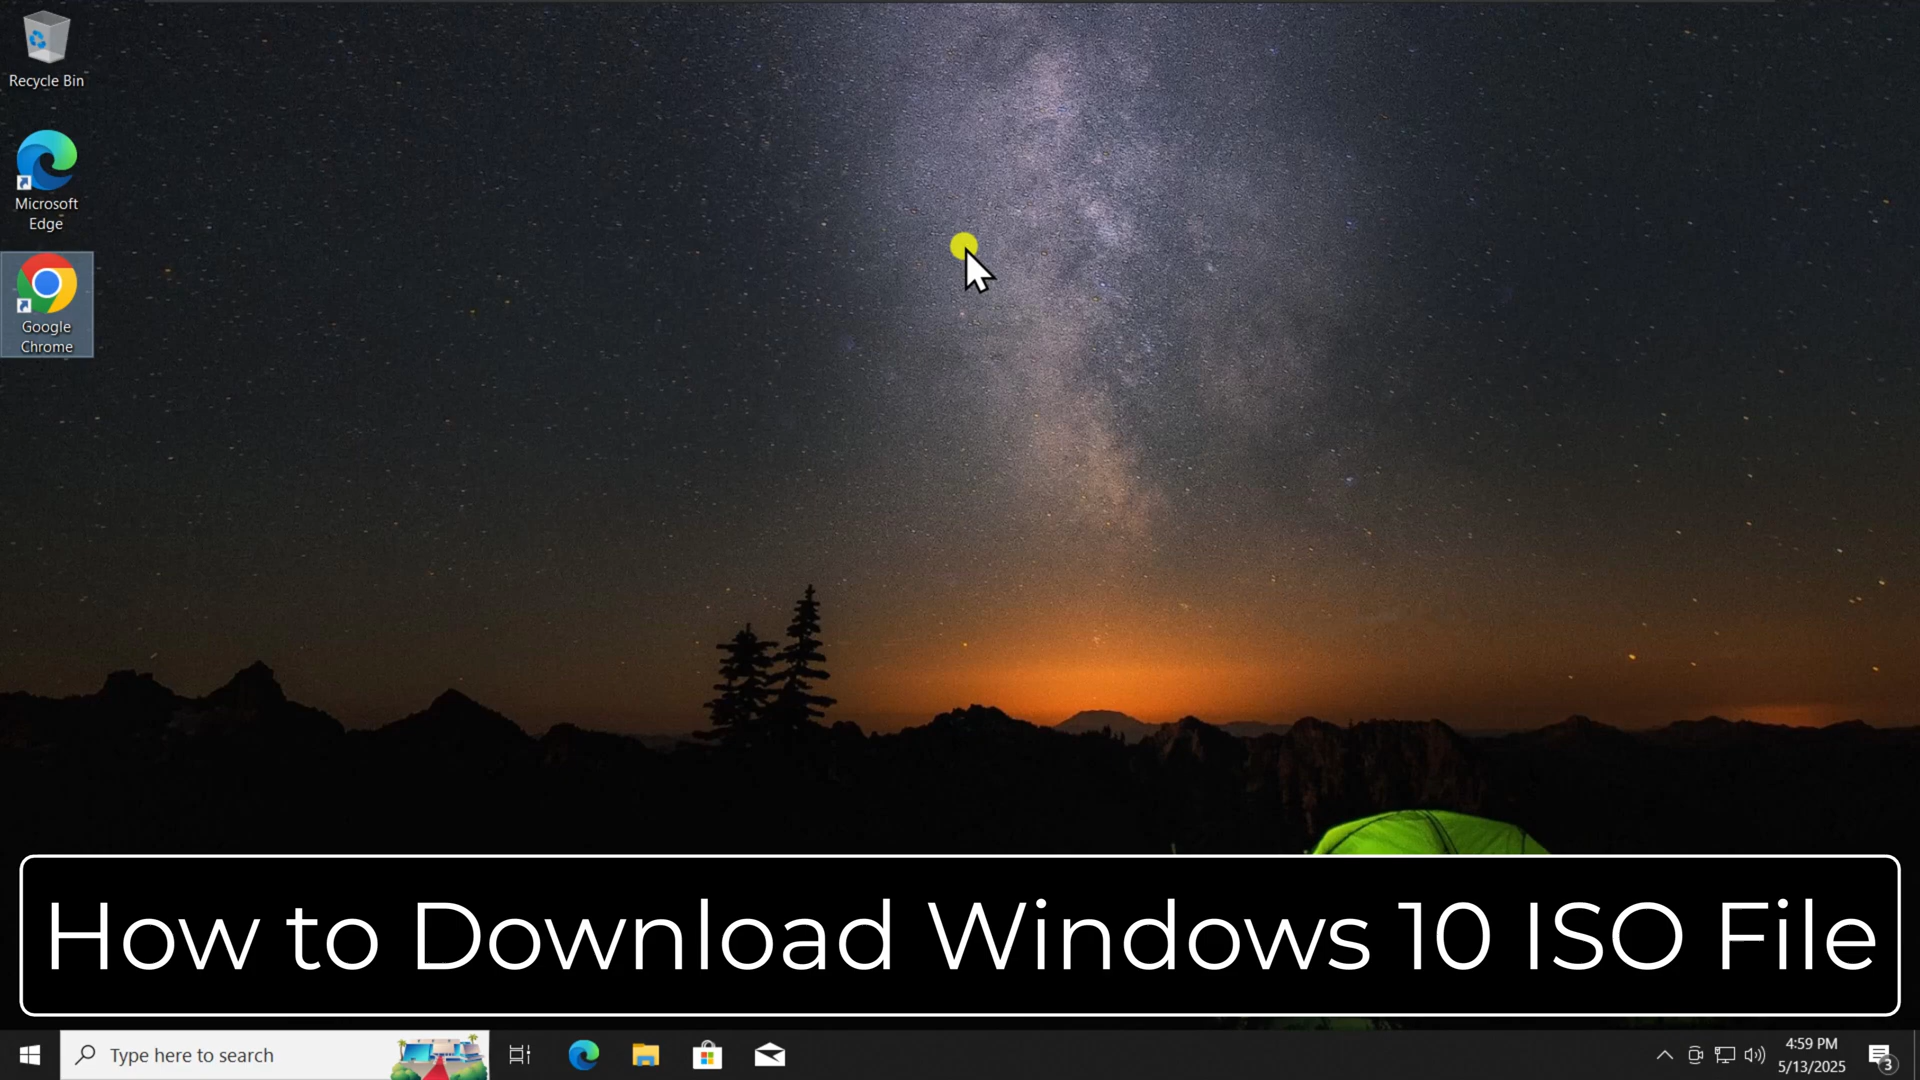 Recycle Bin
Microsoft
Edge
Google
Chrome
How to Download Windows 10 ISO File
Type here to search
4:59 PM
5/13/2025
3